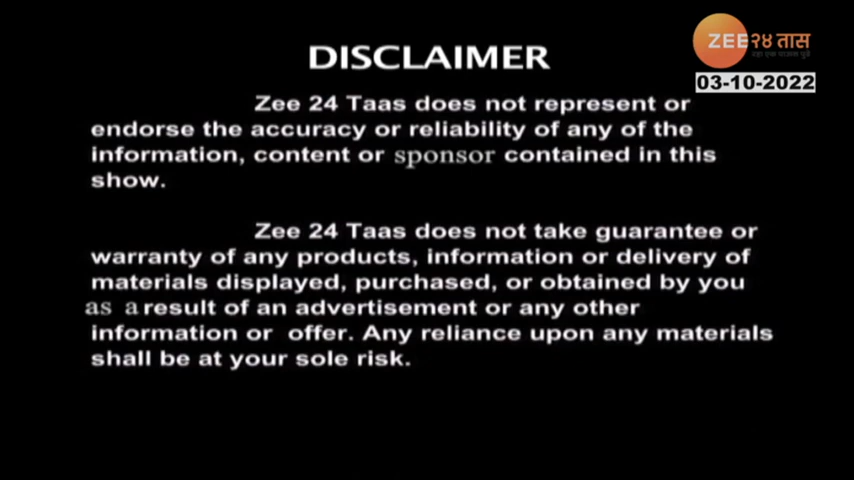 ZEE २४ तास
03-10-2022
DISCLAIMER
Zee 24 Taas does not represent or
endorse the accuracy or reliability of any of the
information, content or sponsor contained in this
show.
Zee 24 Taas does not take guarantee or
warranty of any products, information or delivery of
materials displayed, purchased, or obtained by you
as a result of an advertisement or any other
information or offer. Any reliance upon any materials
shall be at your sole risk.